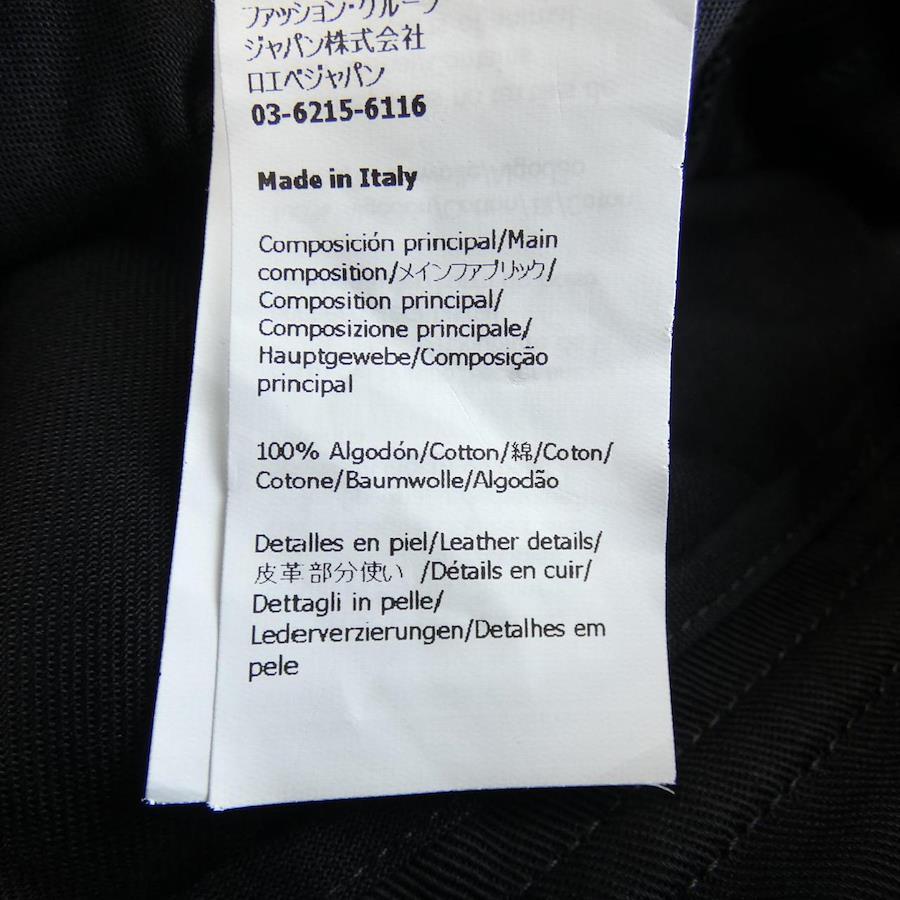 ファッション・グループ
ジャパン株式会社
ロエベジャパン
03-6215-6116
Made in Italy
Composición principal/Main
composition/メインファブリック/
Composition principal/
Composizione principale/
Hauptgewebe/Composição
principal
100% Algodón/Cotton/綿/Coton/
Cotone/Baumwolle/Algodão
Detalles en piel/Leather details/
皮革部分使い /Détails en cuir/
Dettagli in pelle/
Lederverzierungen/Detalhes em
pele